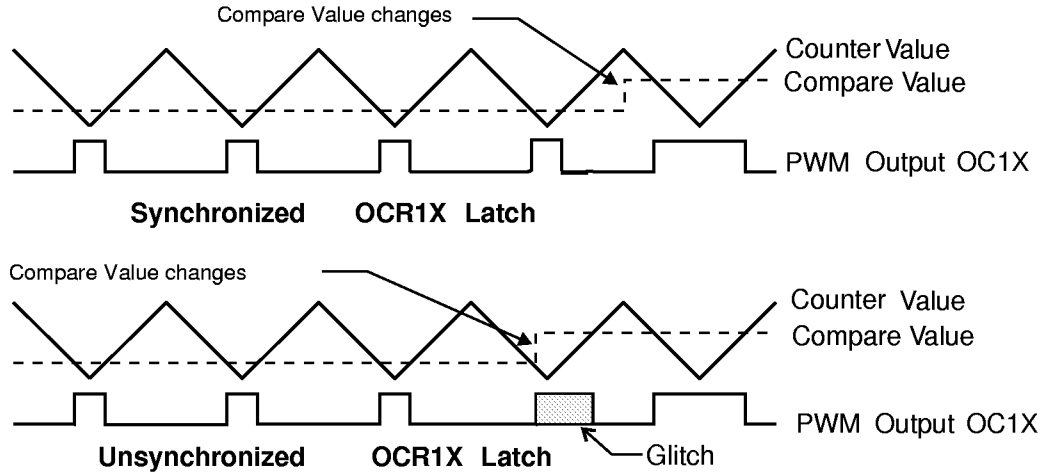 Compare Value changes
Counter Value
Compare Value
PWM Output OC1X
Synchronized OCR1X Latch
Compare Value changes
Counter Value
Compare Value
PWM Output OC1X
Unsynchronized OCR1X Latch
Glitch